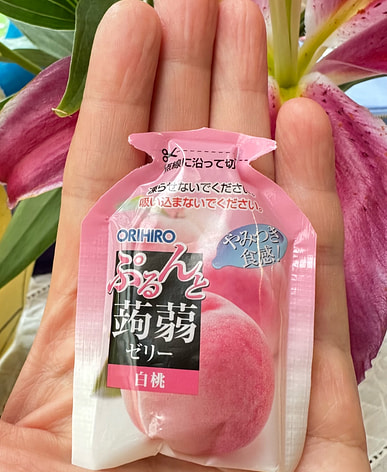 線に沿って切
凍らせないでください。
吸い込まないでください。
ORIHIRO
やみつき
食感!
ぷるんと
蒟蒻
ゼリー
白桃